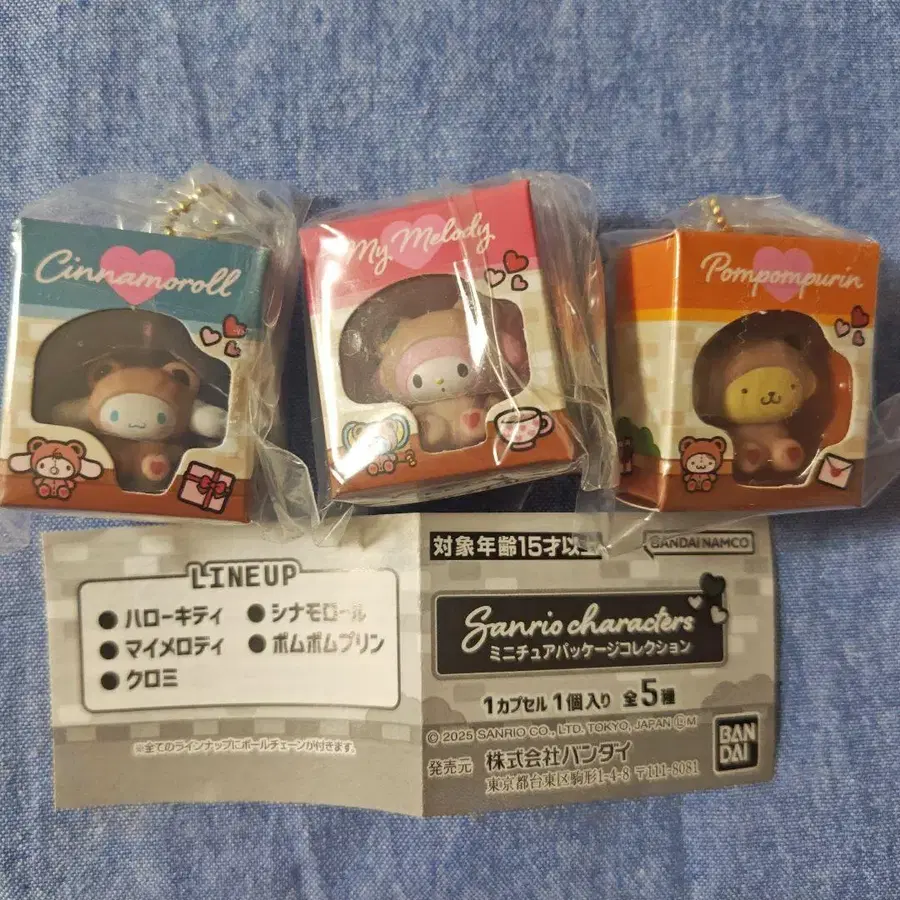 Cinnamoroll
My Melody
Pompompurin
LINEUP
●ハローキティ ●シナモロール
●マイメロディ ●ポムポムプリン
●クロミ
※全てのラインナップにボールチェーンが付きます。
対象年齢15才以上
BANDAI NAMCO
Sanrio characters
ミニチュアパッケージコレクション
1カプセル1個入り 全5種
© 2025 SANRIO CO., LTD. TOKYO, JAPAN Ⓛ M
発売元 株式会社バンダイ
東京都台東区駒形1-4-8 〒111-8081
BAN
DAI